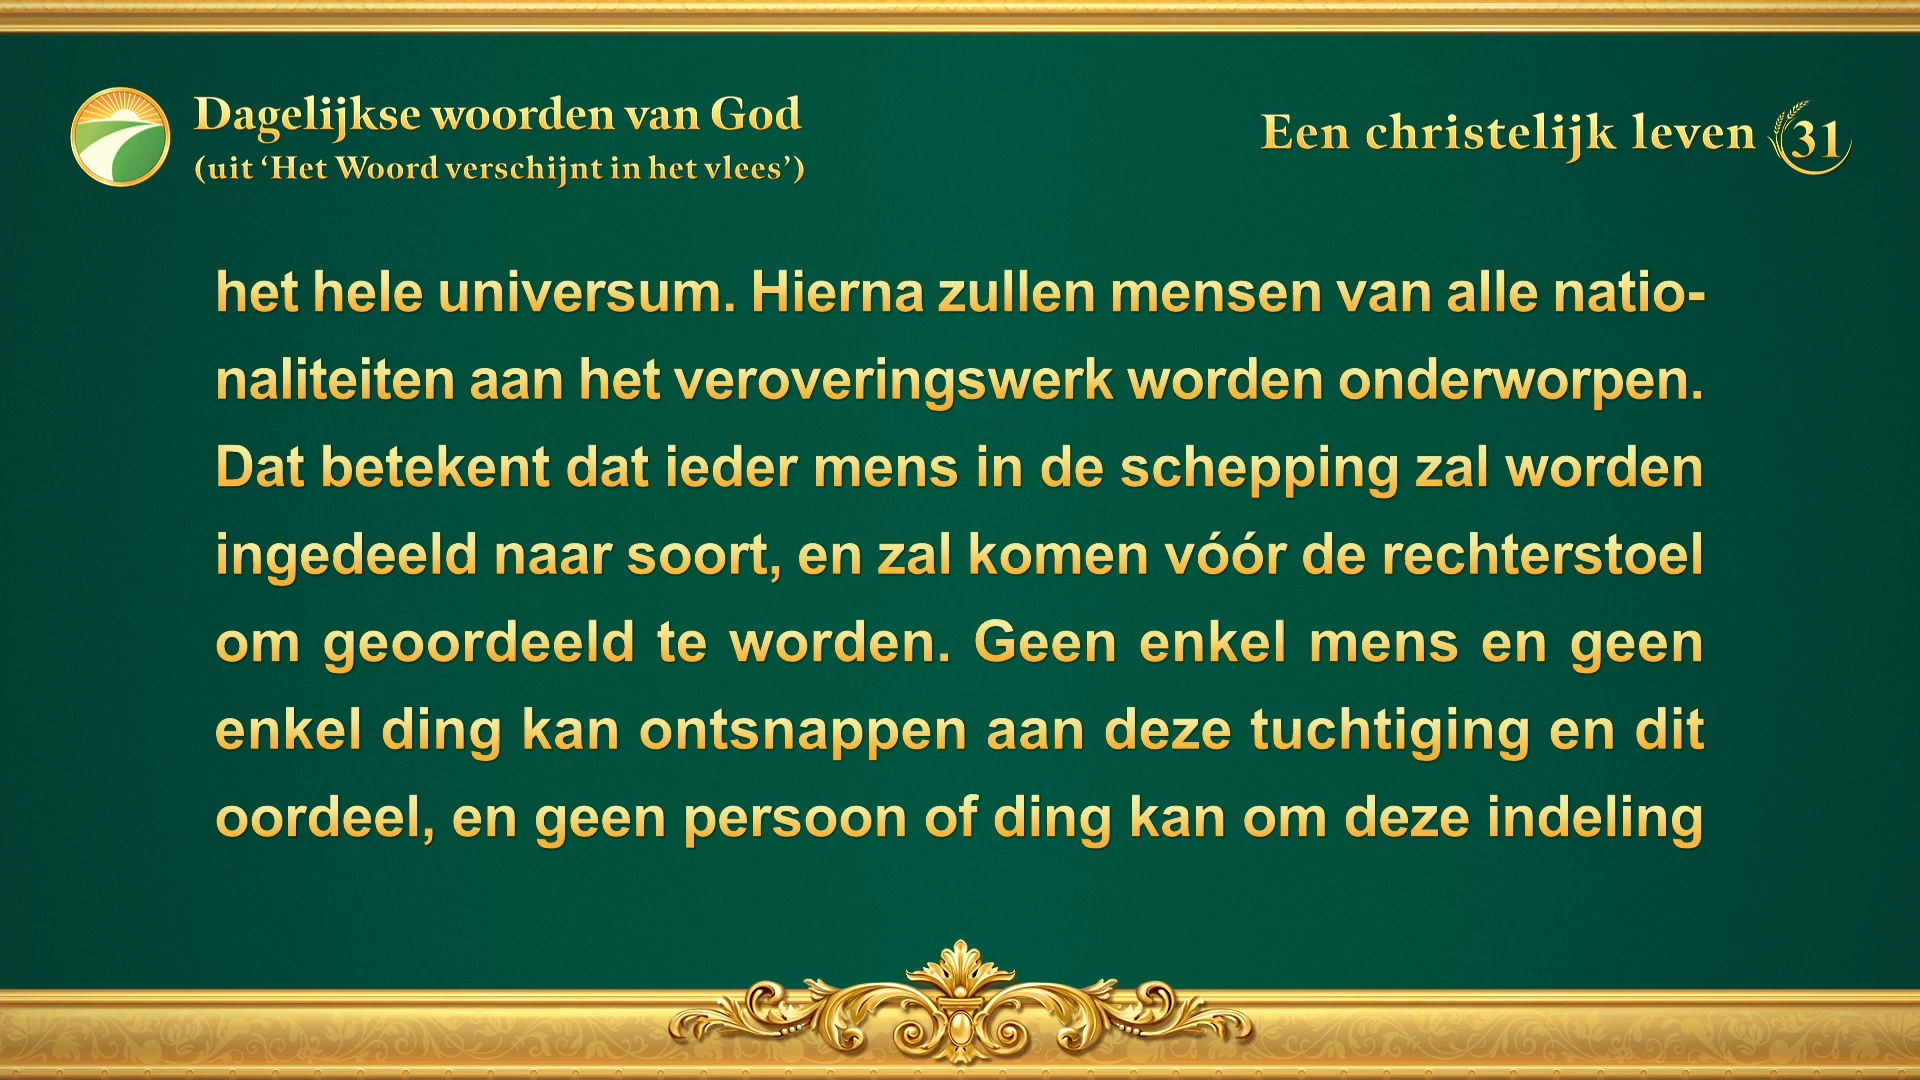 Dagelijkse woorden van God
(uit ‘Het Woord verschijnt in het vlees’)
Een christelijk leven 31
het hele universum. Hierna zullen mensen van alle natio-
naliteiten aan het veroveringswerk worden onderworpen.
Dat betekent dat ieder mens in de schepping zal worden
ingedeeld naar soort, en zal komen vóór de rechterstoel
om geoordeeld te worden. Geen enkel mens en geen
enkel ding kan ontsnappen aan deze tuchtiging en dit
oordeel, en geen persoon of ding kan om deze indeling